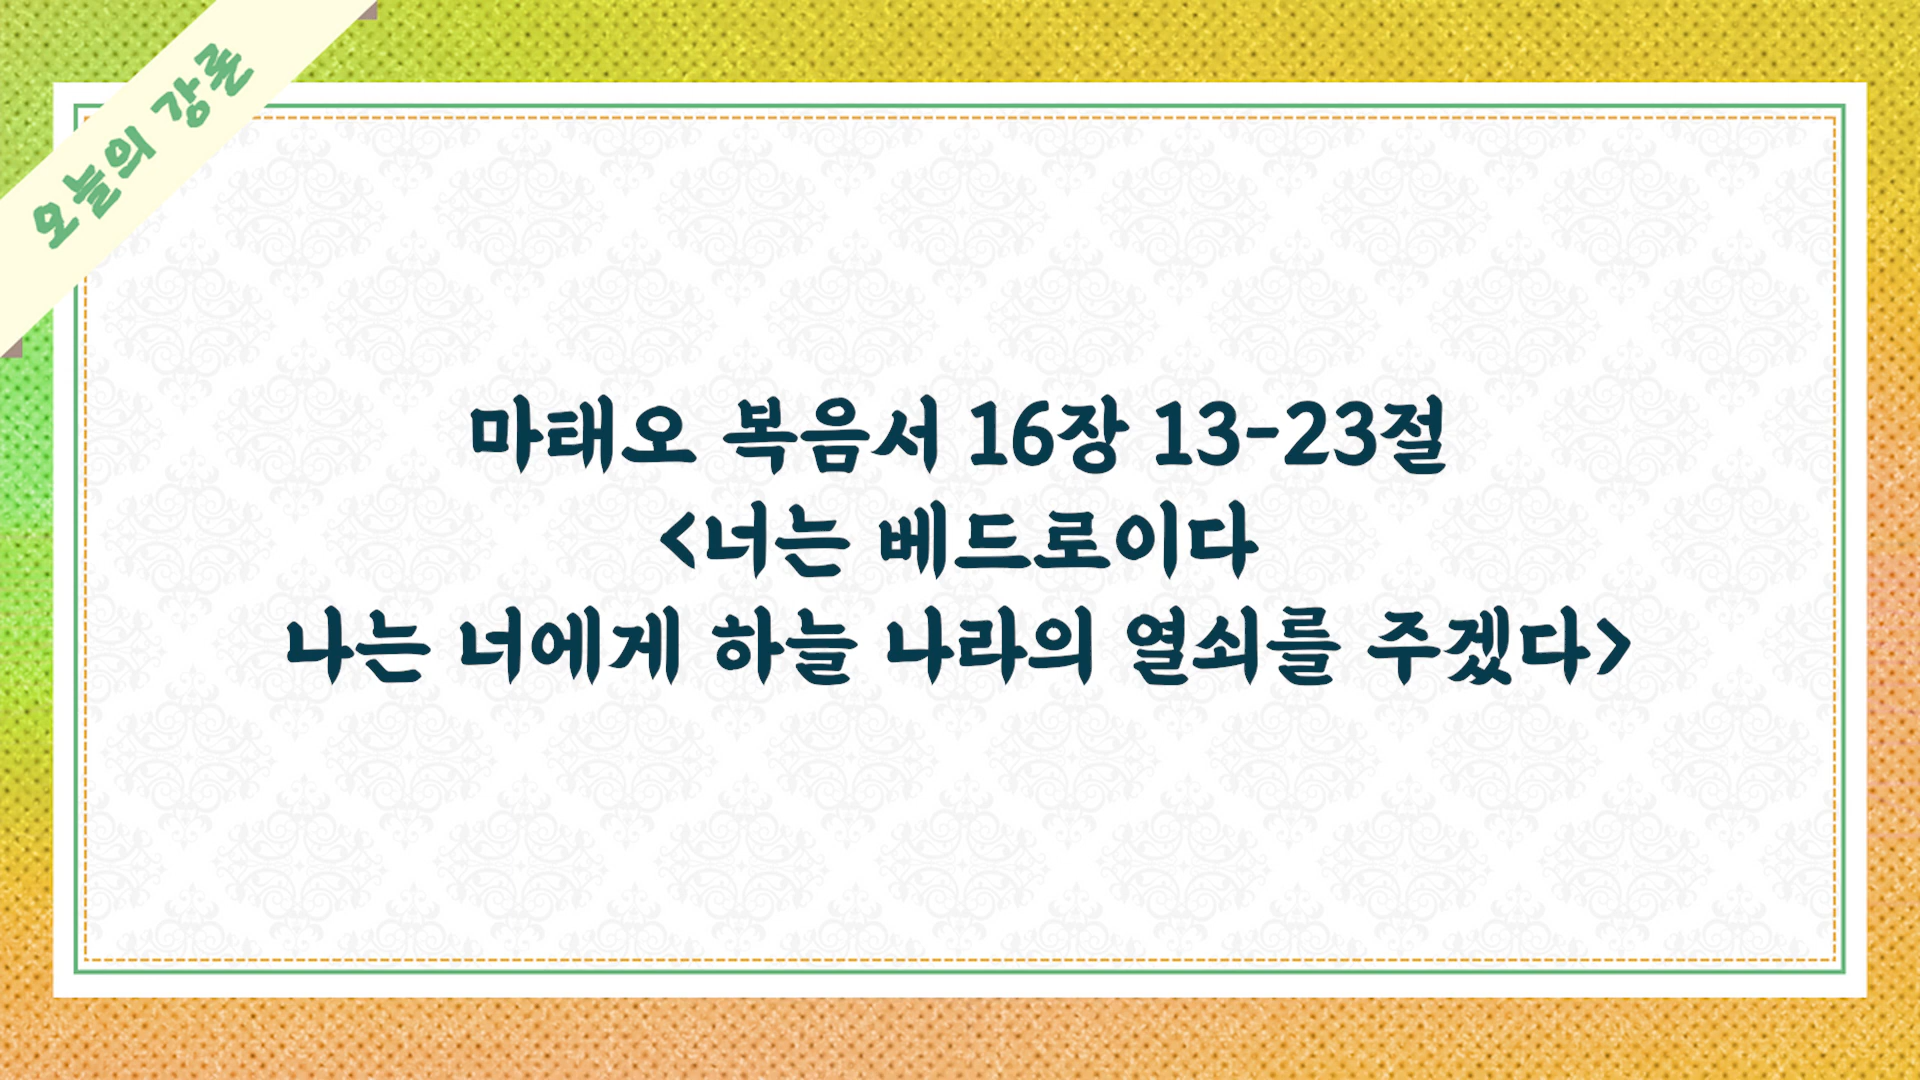 오늘의 강론
마태오 복음서 16장 13-23절
<너는 베드로이다
나는 너에게 하늘 나라의 열쇠를 주겠다>